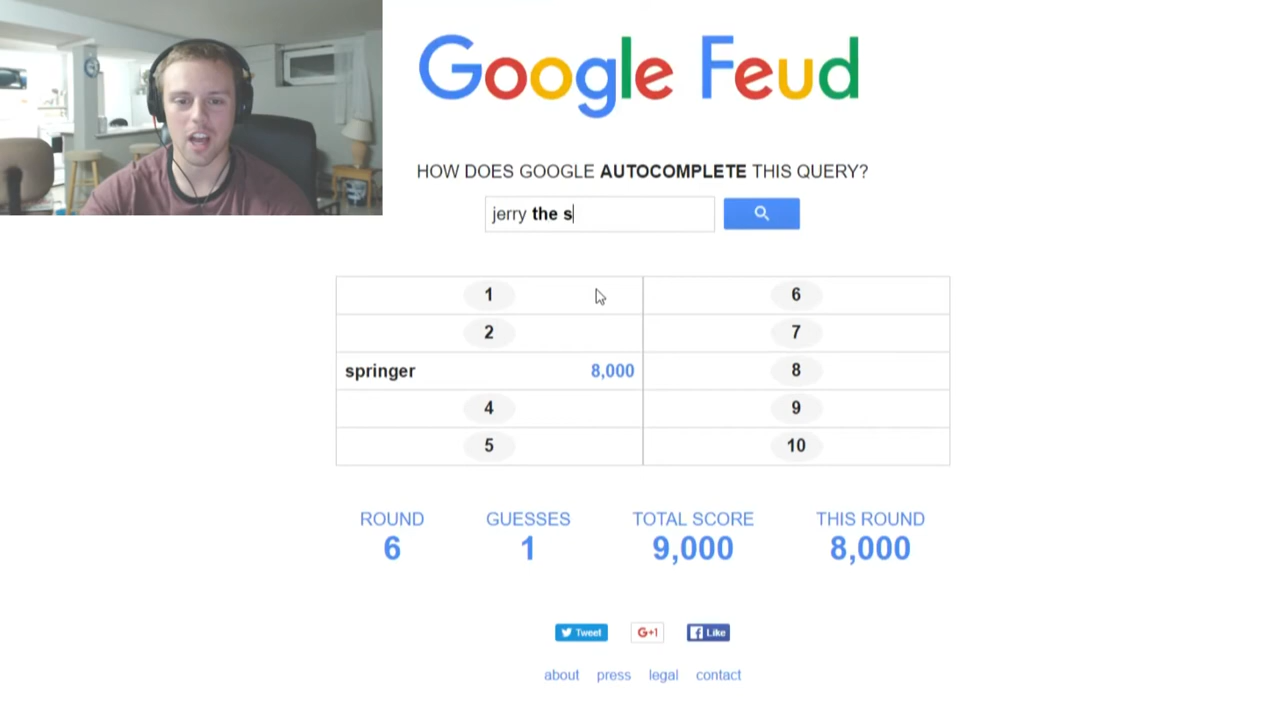 Google Feud
HOW DOES GOOGLE AUTOCOMPLETE THIS QUERY?
jerry the s
1
6
2
7
springer 8,000
8
4
9
5
10
ROUND GUESSES TOTAL SCORE THIS ROUND
6 1 9,000 8,000
Tweet G+1 Like
about press legal contact